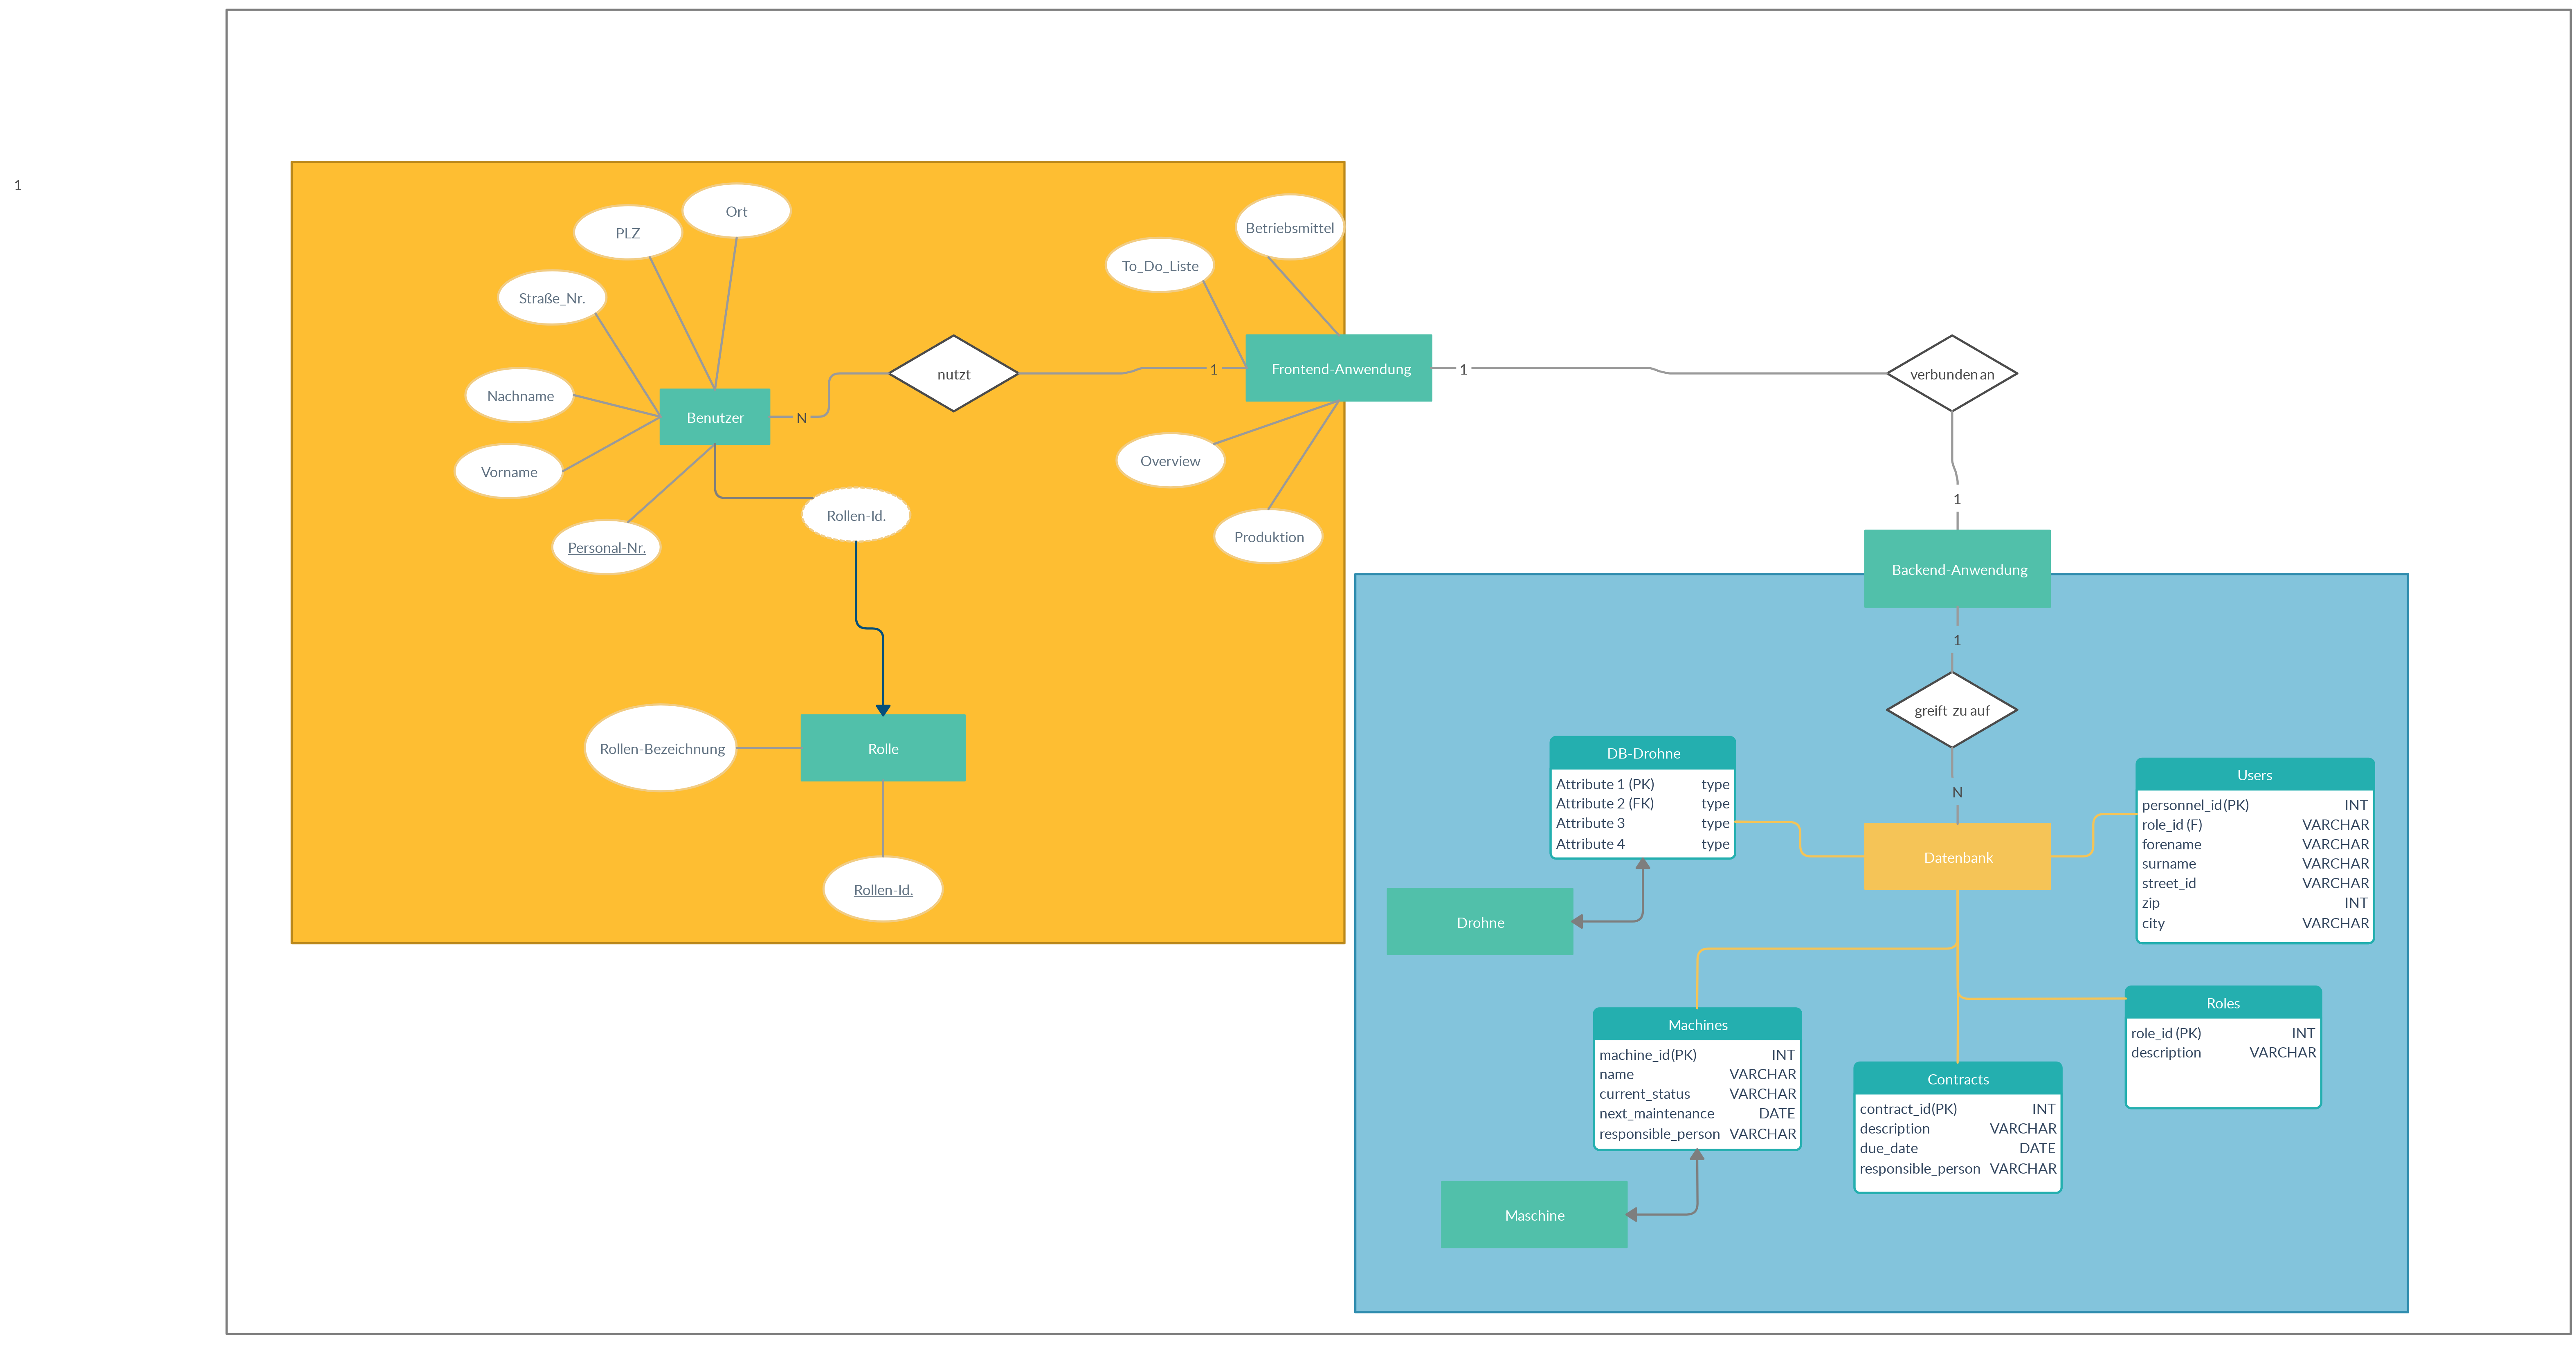 1
Ort
PLZ
Betriebsmittel
To_Do_Liste
Straße_Nr.
nutzt
1
Frontend-Anwendung
1
verbunden an
Nachname
Benutzer
N
Overview
Vorname
1
Rollen-Id.
Produktion
Personal-Nr.
Backend-Anwendung
1
greift zu auf
Rollen-Bezeichnung
Rolle
Rollen-Id.
N
Datenbank
DB-Drohne
Attribute 1 (PK) type
Attribute 2 (FK) type
Attribute 3 type
Attribute 4 type
Users
personnel_id (PK) INT
role_id (F) VARCHAR
forename VARCHAR
surname VARCHAR
street_id VARCHAR
zip INT
city VARCHAR
Drohne
Machines
machine_id(PK) INT
name VARCHAR
current_status VARCHAR
next_maintenance DATE
responsible_person VARCHAR
Roles
role_id (PK) INT
description VARCHAR
Contracts
contract_id(PK) INT
description VARCHAR
due_date DATE
responsible_person VARCHAR
Maschine